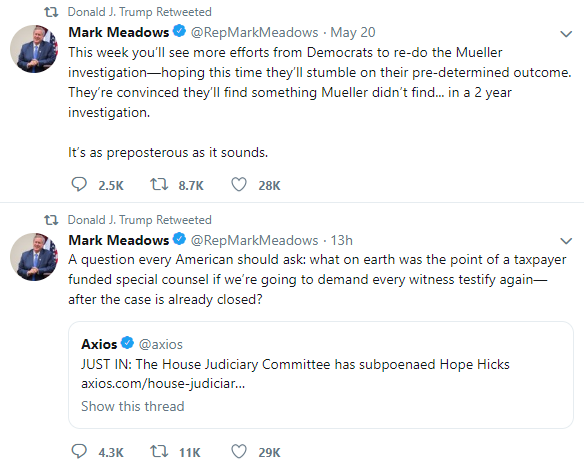 Donald J. Trump Retweeted
Mark Meadows @RepMarkMeadows · May 20
This week you'll see more efforts from Democrats to re-do the Mueller
investigation—hoping this time they'll stumble on their pre-determined outcome.
They're convinced they'll find something Mueller didn't find... in a 2 year
investigation.
It's as preposterous as it sounds.
2.5K 8.7K 28K
Donald J. Trump Retweeted
Mark Meadows @RepMarkMeadows · 13h
A question every American should ask: what on earth was the point of a taxpayer
funded special counsel if we're going to demand every witness testify again—
after the case is already closed?
Axios @axios
JUST IN: The House Judiciary Committee has subpoenaed Hope Hicks
axios.com/house-judiciar...
Show this thread
4.3K 11K 29K